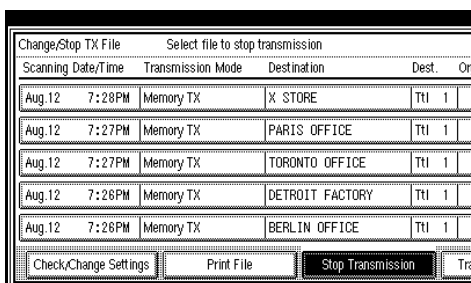 Change/Stop TX File Select file to stop transmission
Scanning Date/Time Transmission Mode Destination Dest.
Aug.12 7:28PM Memory TX X STORE Ttl 1
Aug.12 7:27PM Memory TX PARIS OFFICE Ttl 1
Aug.12 7:27PM Memory TX TORONTO OFFICE Ttl 1
Aug.12 7:26PM Memory TX DETROIT FACTORY Ttl 1
Aug.12 7:26PM Memory TX BERLIN OFFICE Ttl 1
Check/Change Settings Print File Stop Transmission